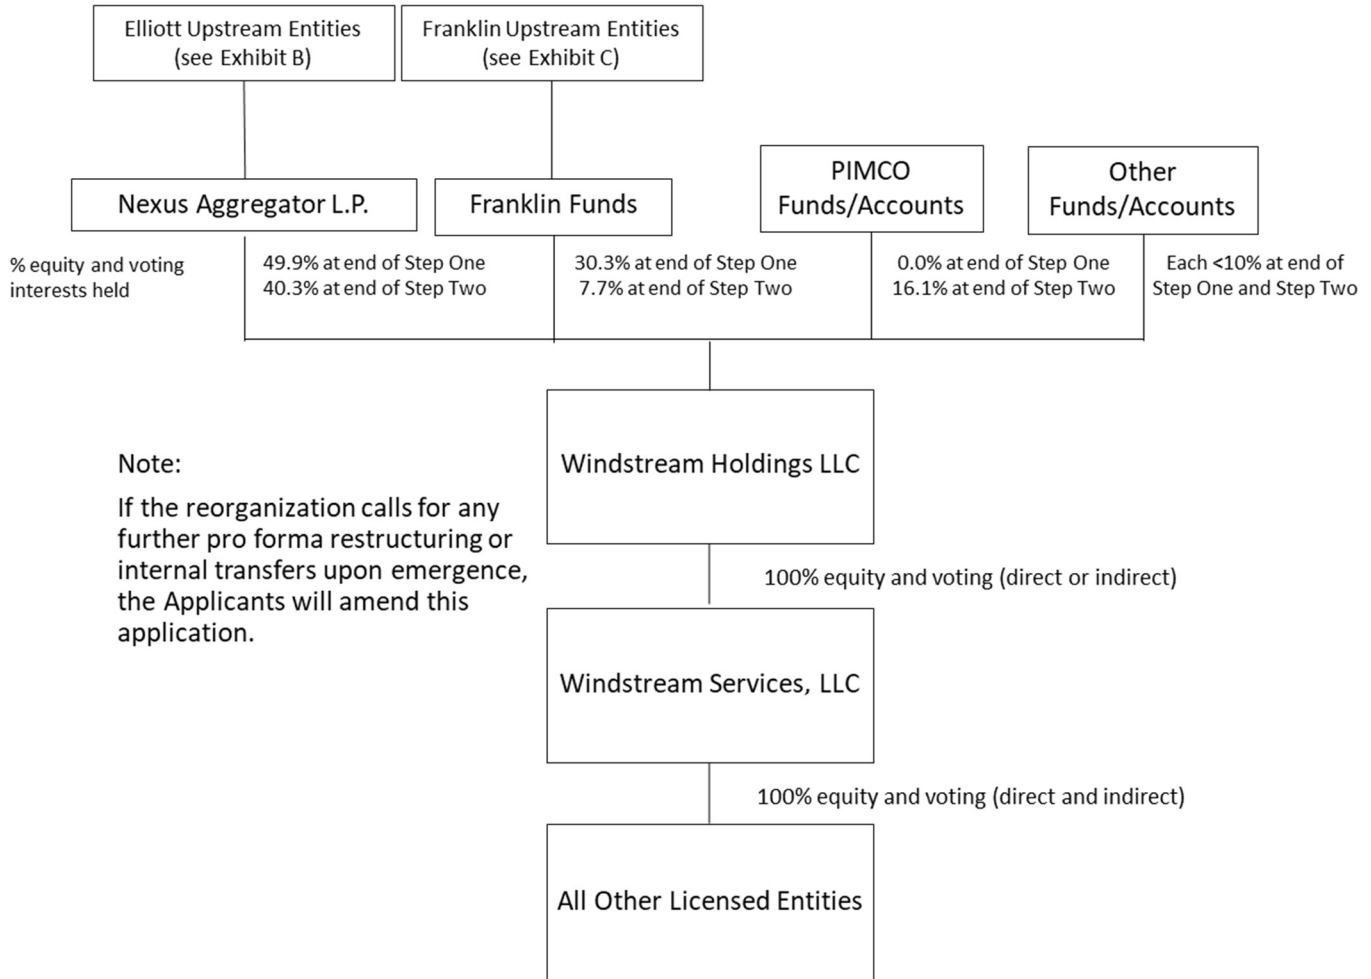 Elliott Upstream Entities
(see Exhibit B)
Franklin Upstream Entities
(see Exhibit C)
Nexus Aggregator L.P.
Franklin Funds
PIMCO
Funds/Accounts
Other
Funds/Accounts
% equity and voting
interests held
49.9% at end of Step One
40.3% at end of Step Two
30.3% at end of Step One
7.7% at end of Step Two
0.0% at end of Step One
16.1% at end of Step Two
Each <10% at end of
Step One and Step Two
Windstream Holdings LLC
Note:
If the reorganization calls for any
further pro forma restructuring or
internal transfers upon emergence,
the Applicants will amend this
application.
100% equity and voting (direct or indirect)
Windstream Services, LLC
100% equity and voting (direct and indirect)
All Other Licensed Entities